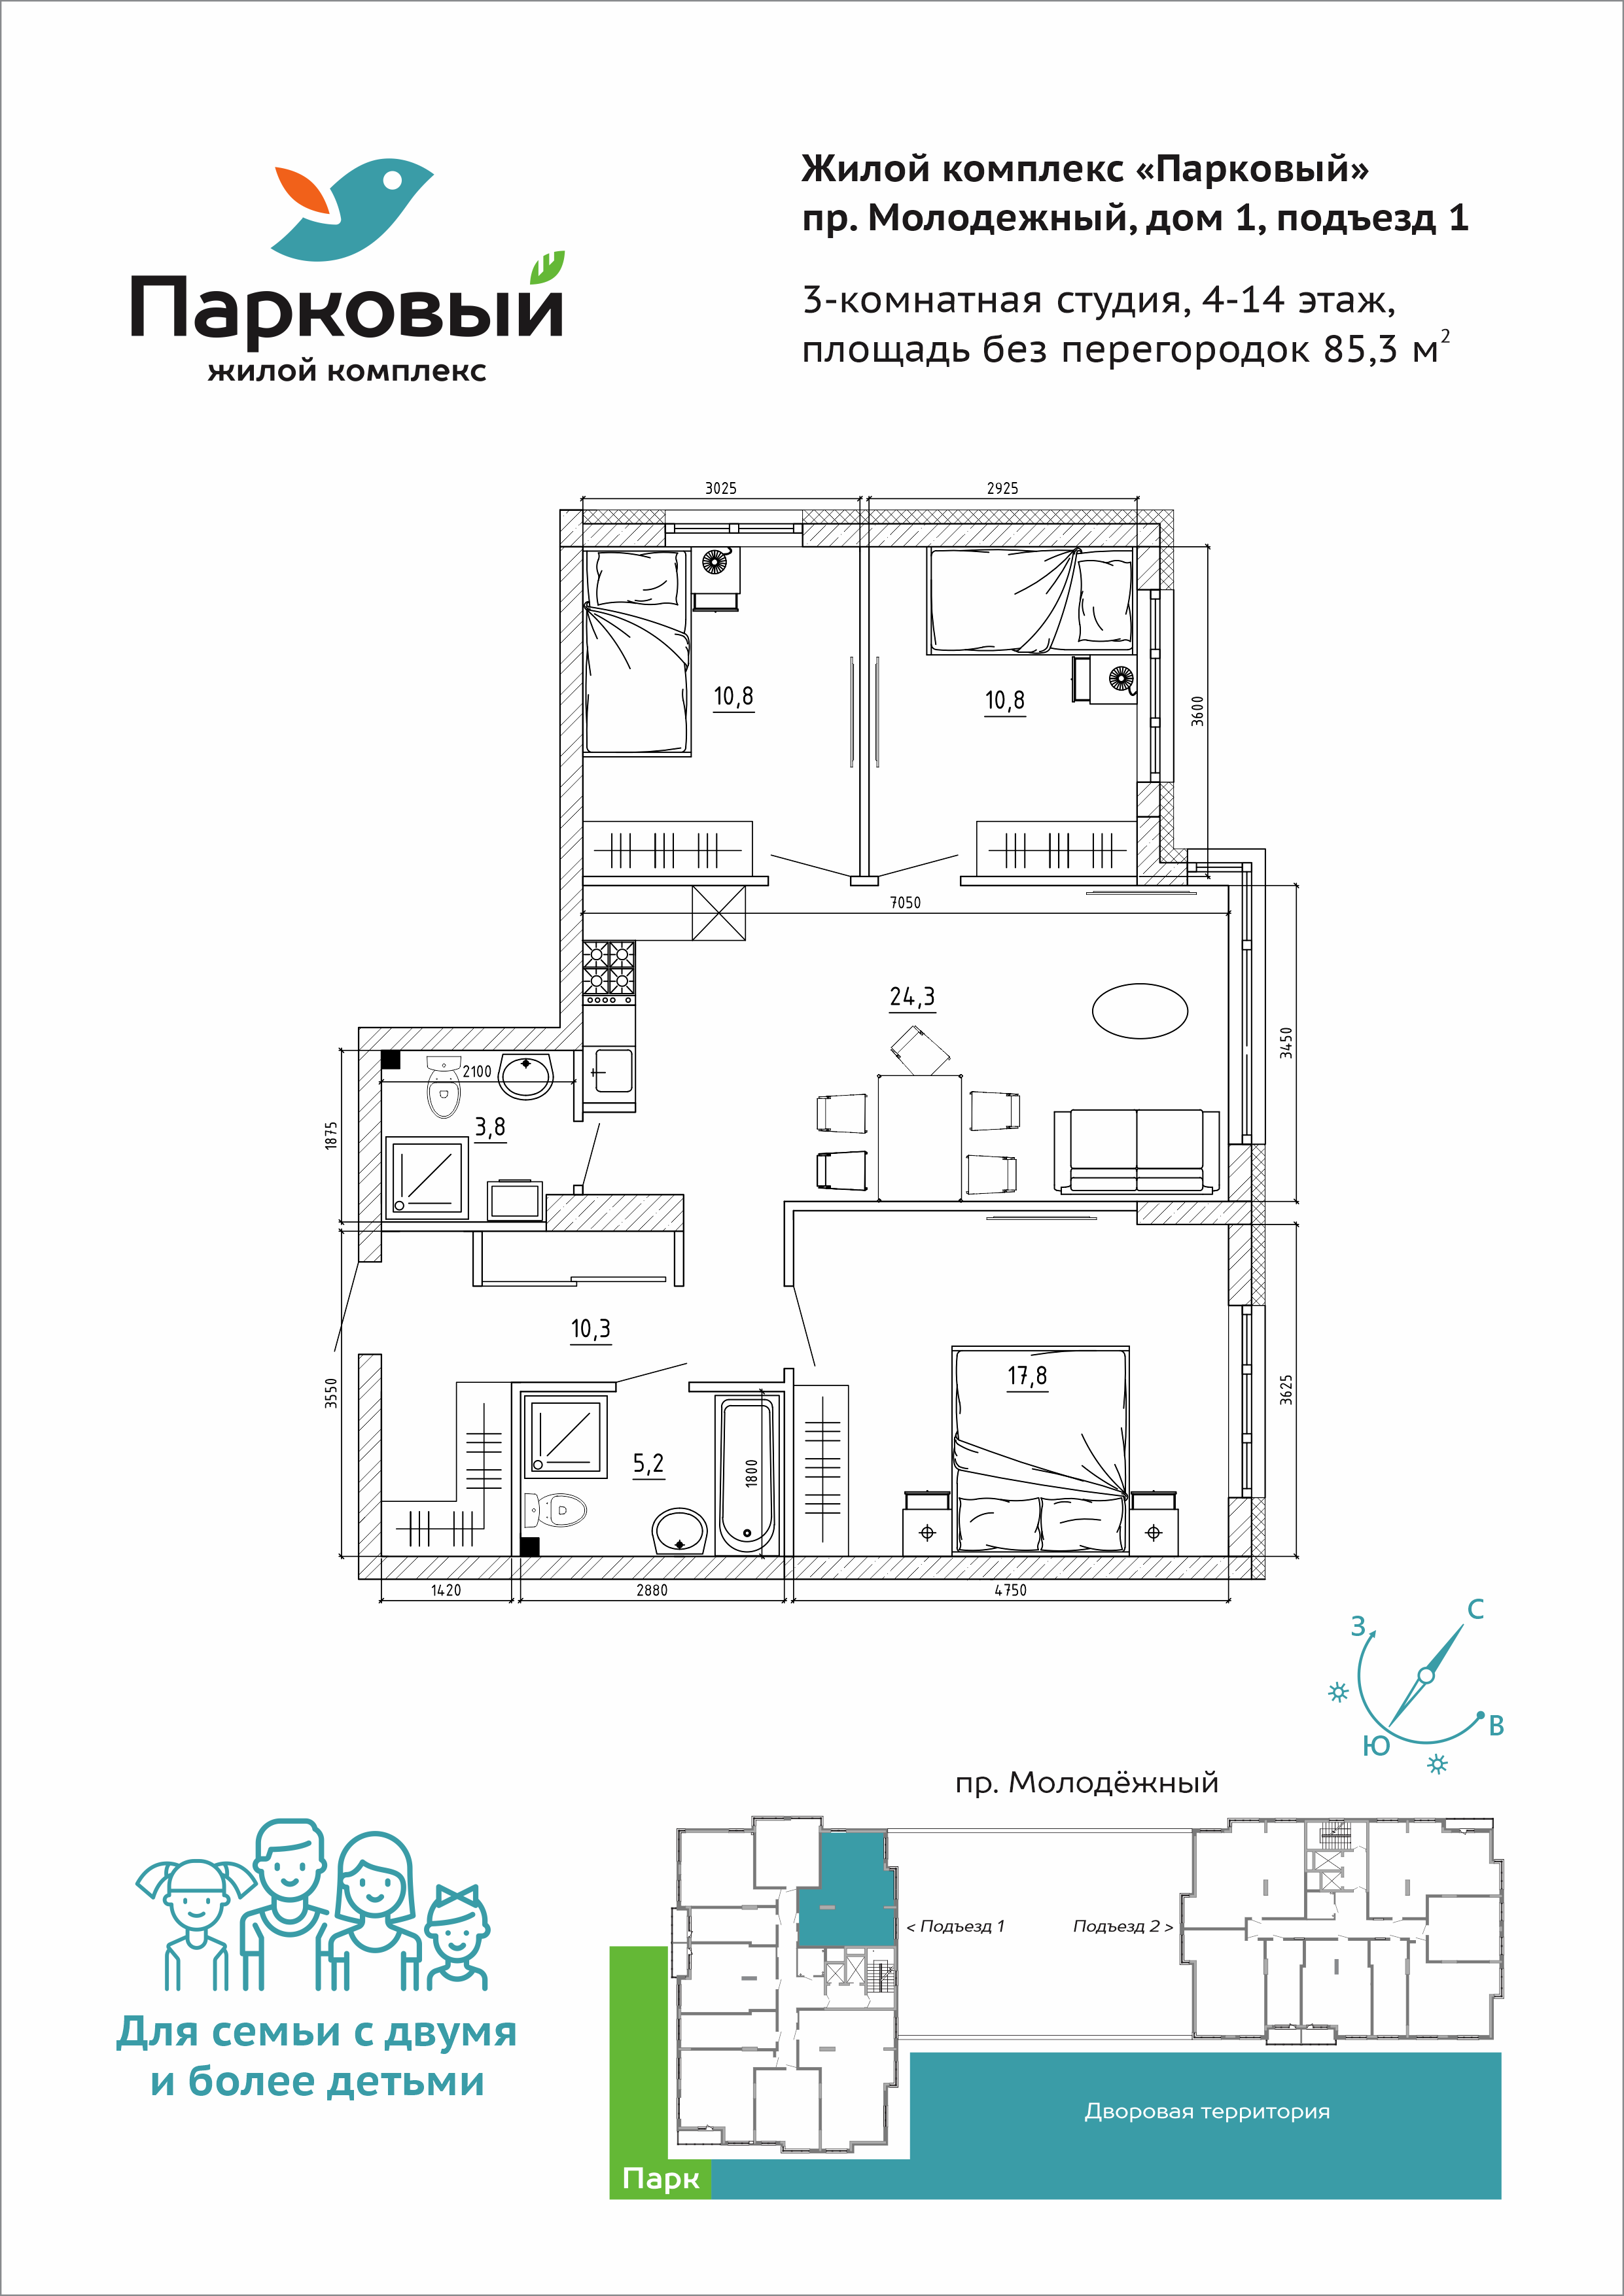 Парковый
жилой комплекс
Жилой комплекс «Парковый»
пр. Молодежный, дом 1, подъезд 1
3-комнатная студия, 4-14 этаж,
площадь без перегородок 85,3 м²
3025
2925
10,8
10,8
3600
7050
24,3
3450
2100
3,8
1875
10,3
17,8
3550
3625
5,2
1800
1420
2880
4750
С
З
В
Ю
пр. Молодёжный
< Подъезд 1
Подъезд 2 >
Для семьи с двумя
и более детьми
Дворовая территория
Парк